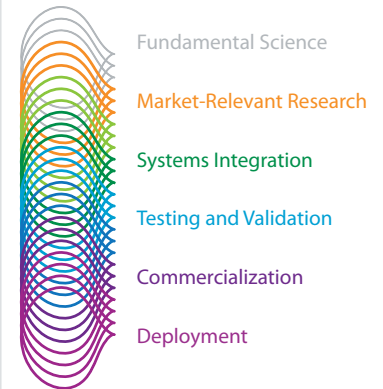 Fundamental Science
Market-Relevant Research
Systems Integration
Testing and Validation
Commercialization
Deployment